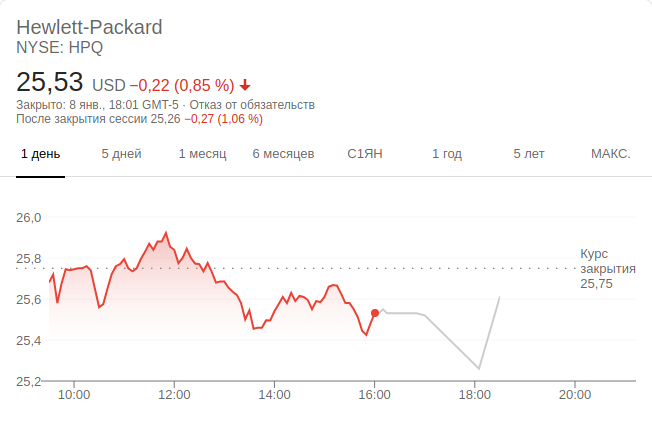 Hewlett-Packard
NYSE: HPQ
25,53 USD −0,22 (0,85 %)
Закрыто: 8 янв., 18:01 GMT-5 · Отказ от обязательств
После закрытия сессии 25,26 −0,27 (1,06 %)
1 день 5 дней 1 месяц 6 месяцев С1ЯН 1 год 5 лет МАКС.
26,0
25,8
Курс
закрытия
25,75
25,6
25,4
25,2
10:00 12:00 14:00 16:00 18:00 20:00